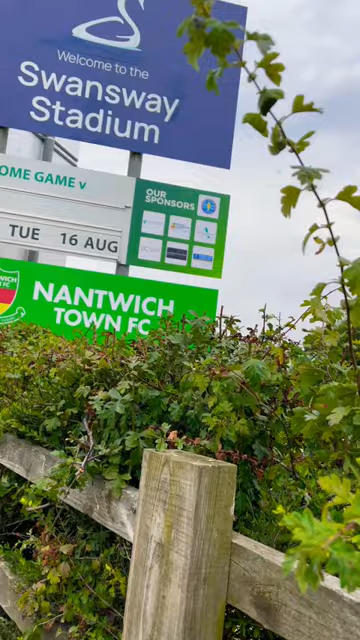 Welcome to the
Swansway
Stadium
OME GAME v
OUR
SPONSORS
TUE 16 AUG
NANTWICH
TOWN FC